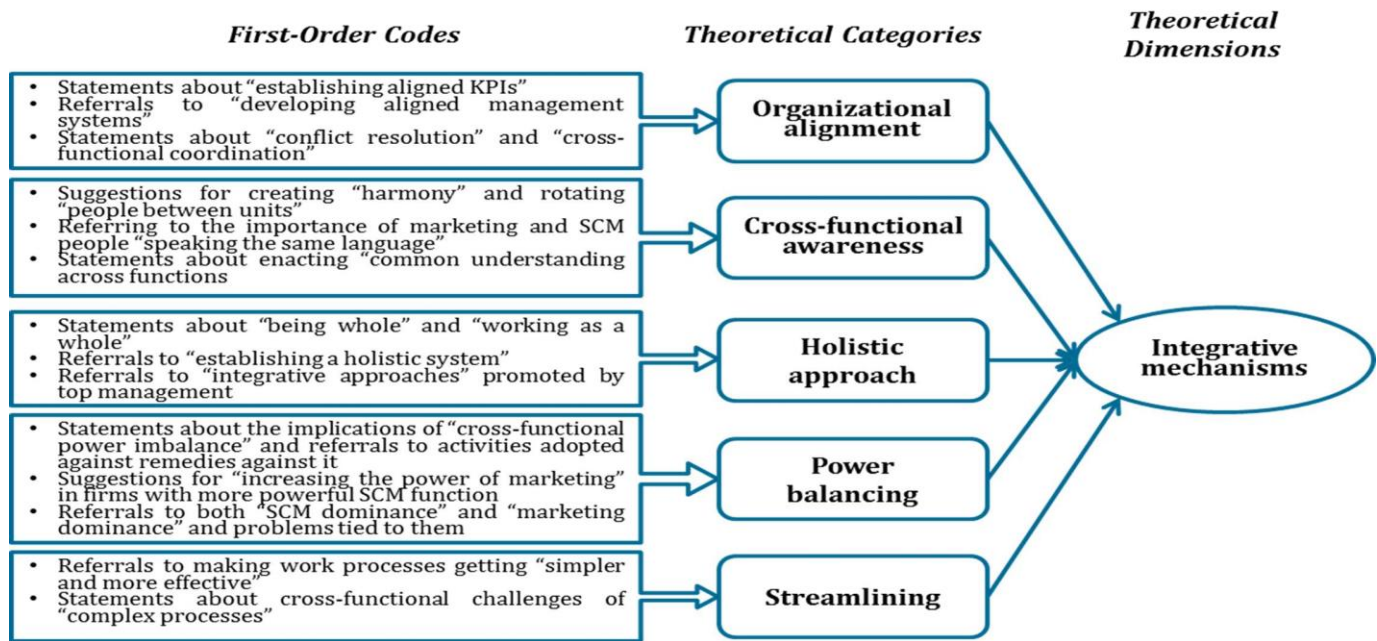 First-Order Codes
Theoretical Categories
Theoretical
Dimensions
• Statements about “establishing aligned KPIs”
• Referrals to “developing aligned management
systems”
• Statements about “conflict resolution” and “cross-
functional coordination”
Organizational
alignment
• Suggestions for creating “harmony” and rotating
“people between units”
• Referring to the importance of marketing and SCM
people “speaking the same language”
• Statements about enacting “common understanding
across functions
Cross-functional
awareness
• Statements about “being whole” and “working as a
whole”
• Referrals to “establishing a holistic system”
• Referrals to “integrative approaches” promoted by
top management
Holistic
approach
• Statements about the implications of “cross-functional
power imbalance” and referrals to activities adopted
against remedies against it
• Suggestions for “increasing the power of marketing”
in firms with more powerful SCM function
• Referrals to both “SCM dominance” and “marketing
dominance” and problems tied to them
Power
balancing
• Referrals to making work processes getting “simpler
and more effective”
• Statements about cross-functional challenges of
“complex processes”
Streamlining
Integrative
mechanisms